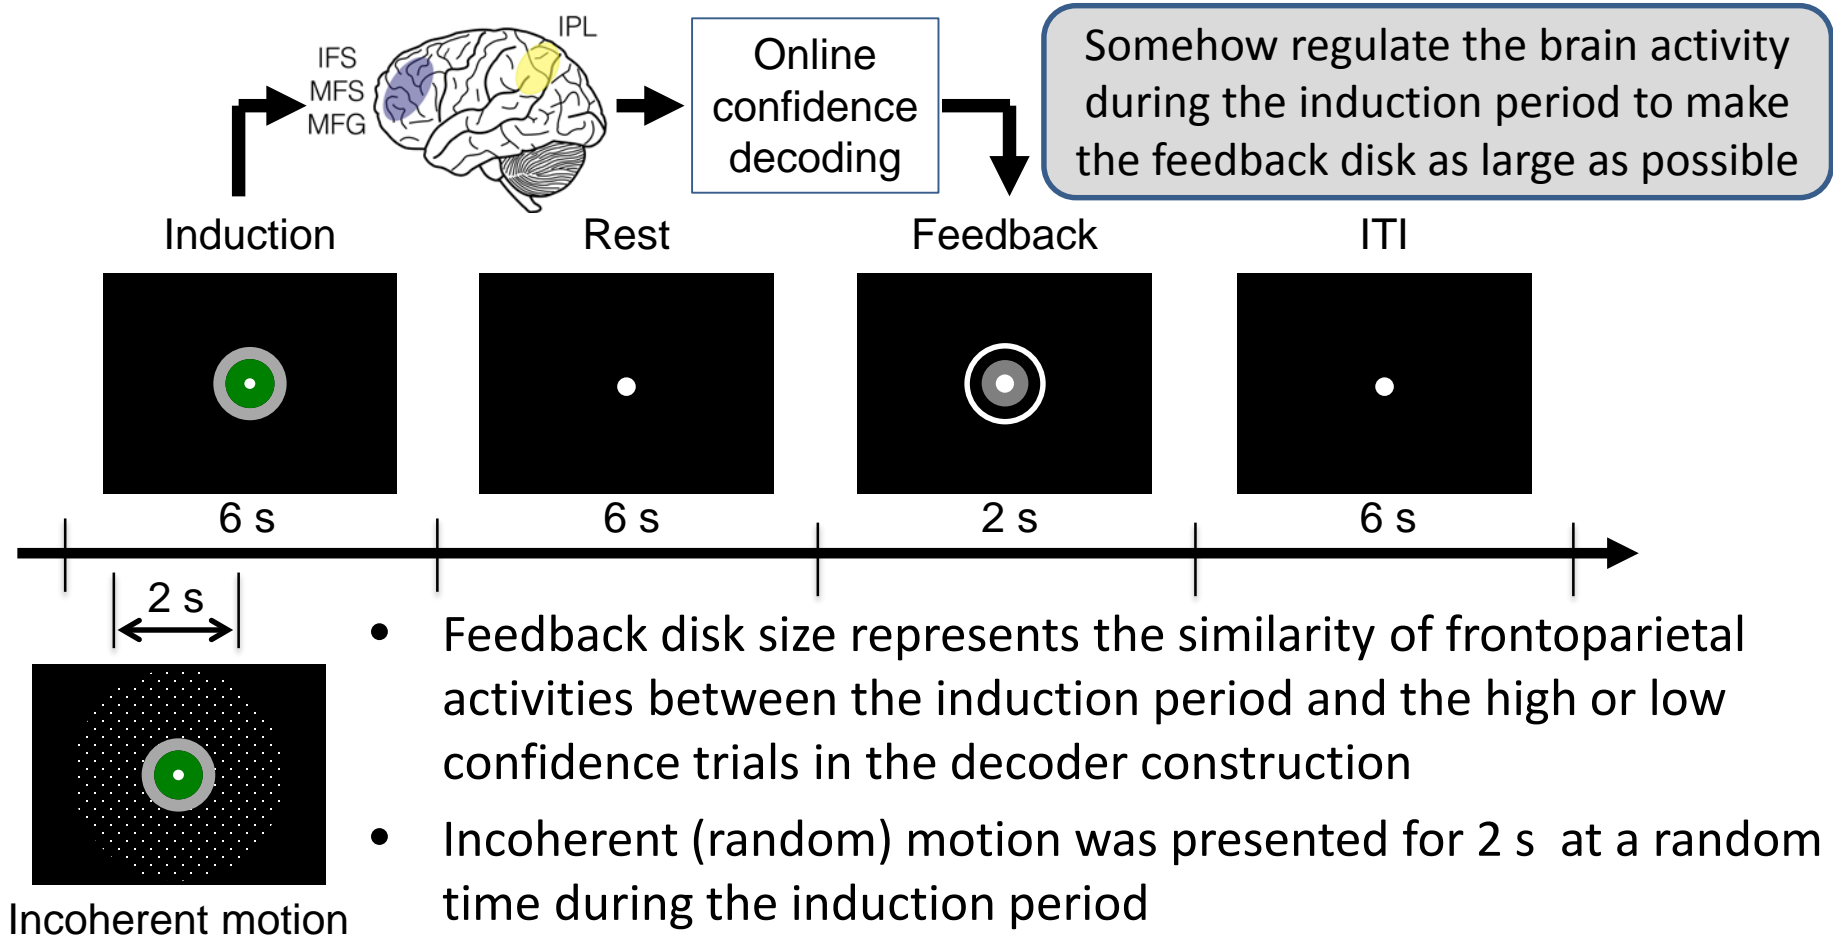 IFS
MFS
MFG
IPL
Online
confidence
decoding
Somehow regulate the brain activity
during the induction period to make
the feedback disk as large as possible
Induction
Rest
Feedback
ITI
6 s
6 s
2 s
6 s
2 s
Incoherent motion
• Feedback disk size represents the similarity of frontoparietal
activities between the induction period and the high or low
confidence trials in the decoder construction
• Incoherent (random) motion was presented for 2 s at a random
time during the induction period